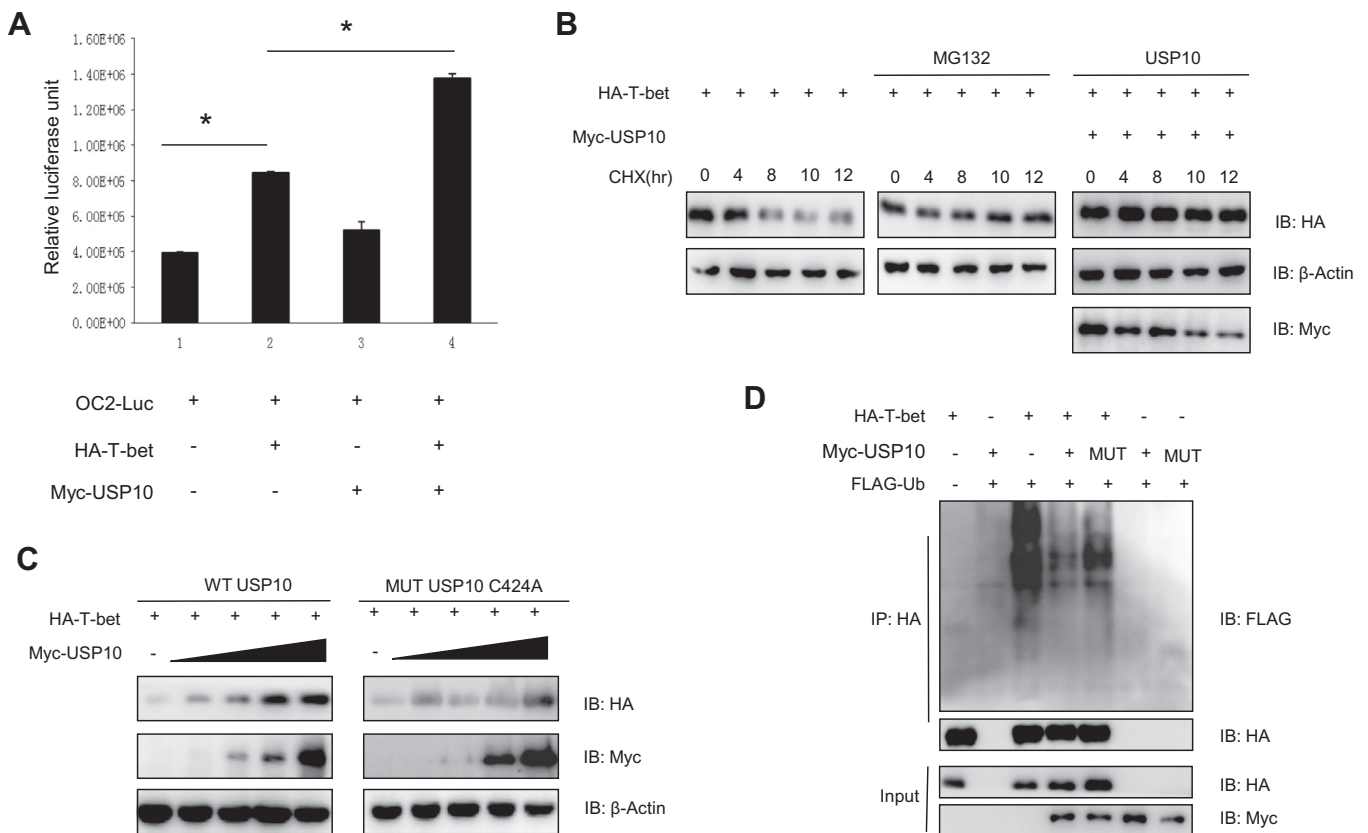 A
1.60E+06
1.40E+06
1.20E+06
1.00E+06
8.00E+05
6.00E+05
4.00E+05
2.00E+05
0.00E+00
Relative luciferase unit
*
*
1 2 3 4
OC2-Luc + + + +
HA-T-bet - + - +
Myc-USP10 - - + +
B
MG132 USP10
HA-T-bet + + + + + + + + + + + + + + +
Myc-USP10 + + + + +
CHX(hr) 0 4 8 10 12 0 4 8 10 12 0 4 8 10 12
IB: HA
IB: β-Actin
IB: Myc
C
WT USP10 MUT USP10 C424A
HA-T-bet + + + + + + + + + +
Myc-USP10 - -
IB: HA
IB: Myc
IB: β-Actin
D
HA-T-bet + - + + + - -
Myc-USP10 - + - + MUT + MUT
FLAG-Ub - + + + + + +
IP: HA
IB: FLAG
IB: HA
Input
IB: HA
IB: Myc